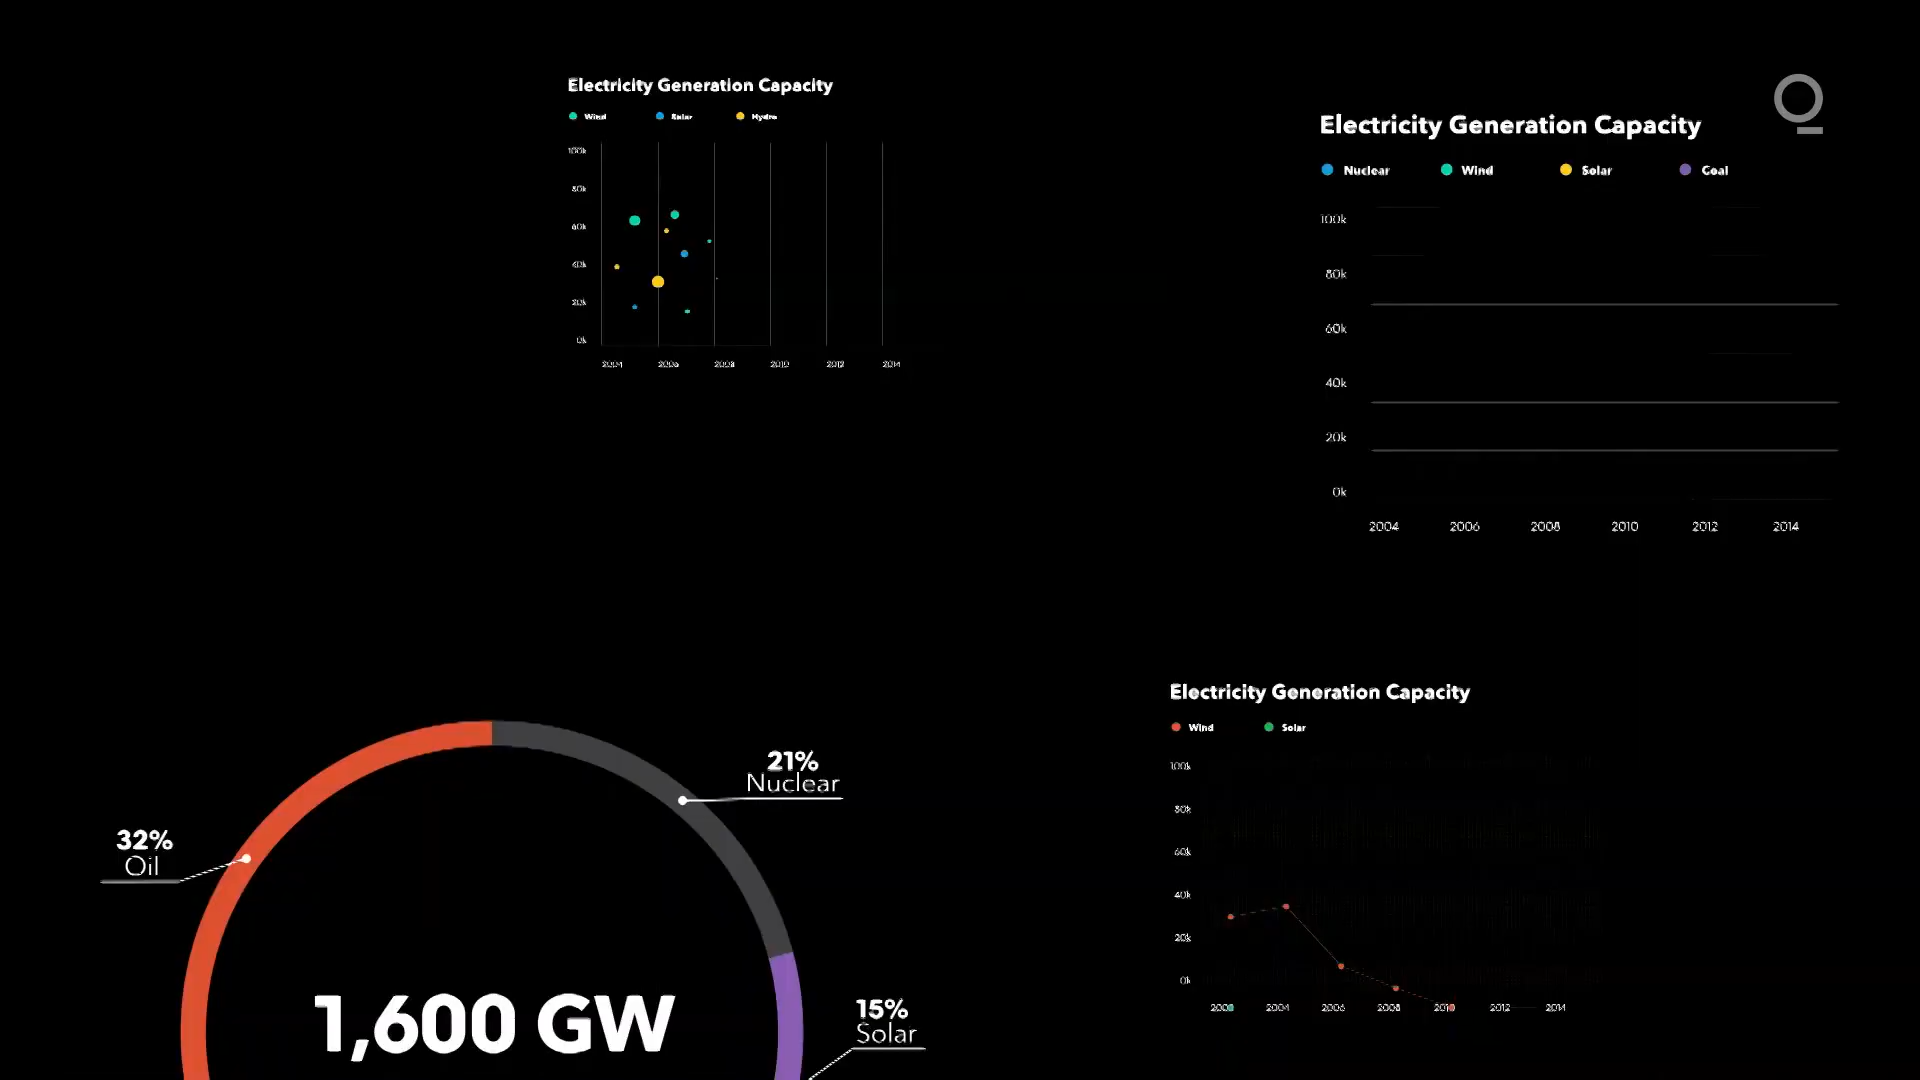 Electricity Generation Capacity
Wind Solar Hydro
100k
80k
60k
40k
20k
0k
2004 2006 2008 2010 2012 2014
Electricity Generation Capacity
Nuclear Wind Solar Coal
100k
80k
60k
40k
20k
0k
2004 2006 2008 2010 2012 2014
21%
Nuclear
32%
Oil
1,600 GW
15%
Solar
Electricity Generation Capacity
Wind Solar
100k
80k
60k
40k
20k
0k
2004 2006 2008 2010 2012 2014